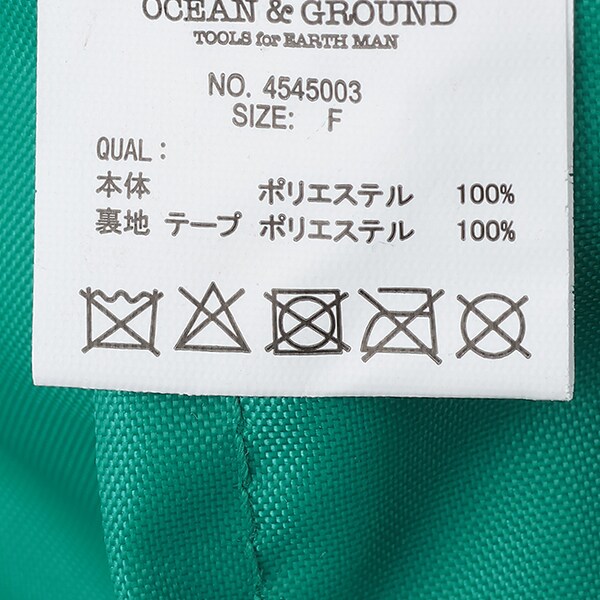 OCEAN & GROUND
TOOLS for EARTH MAN
NO. 4545003
SIZE: F
QUAL:
本体 ポリエステル 100%
裏地 テープ ポリエステル 100%